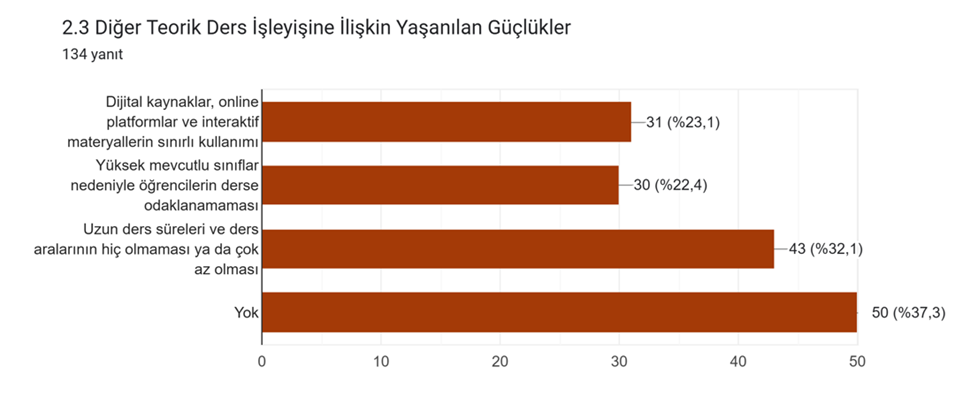 2.3 Diğer Teorik Ders İşleyişine İlişkin Yaşanılan Güçlükler
134 yanıt
Dijital kaynaklar, online
platformlar ve interaktif
materyallerin sınırlı kullanımı
31 (%23,1)
Yüksek mevcutlu sınıflar
nedeniyle öğrencilerin derse
odaklanamaması
30 (%22,4)
Uzun ders süreleri ve ders
aralarının hiç olmaması ya da çok
az olması
43 (%32,1)
Yok
50 (%37,3)
0 10 20 30 40 50